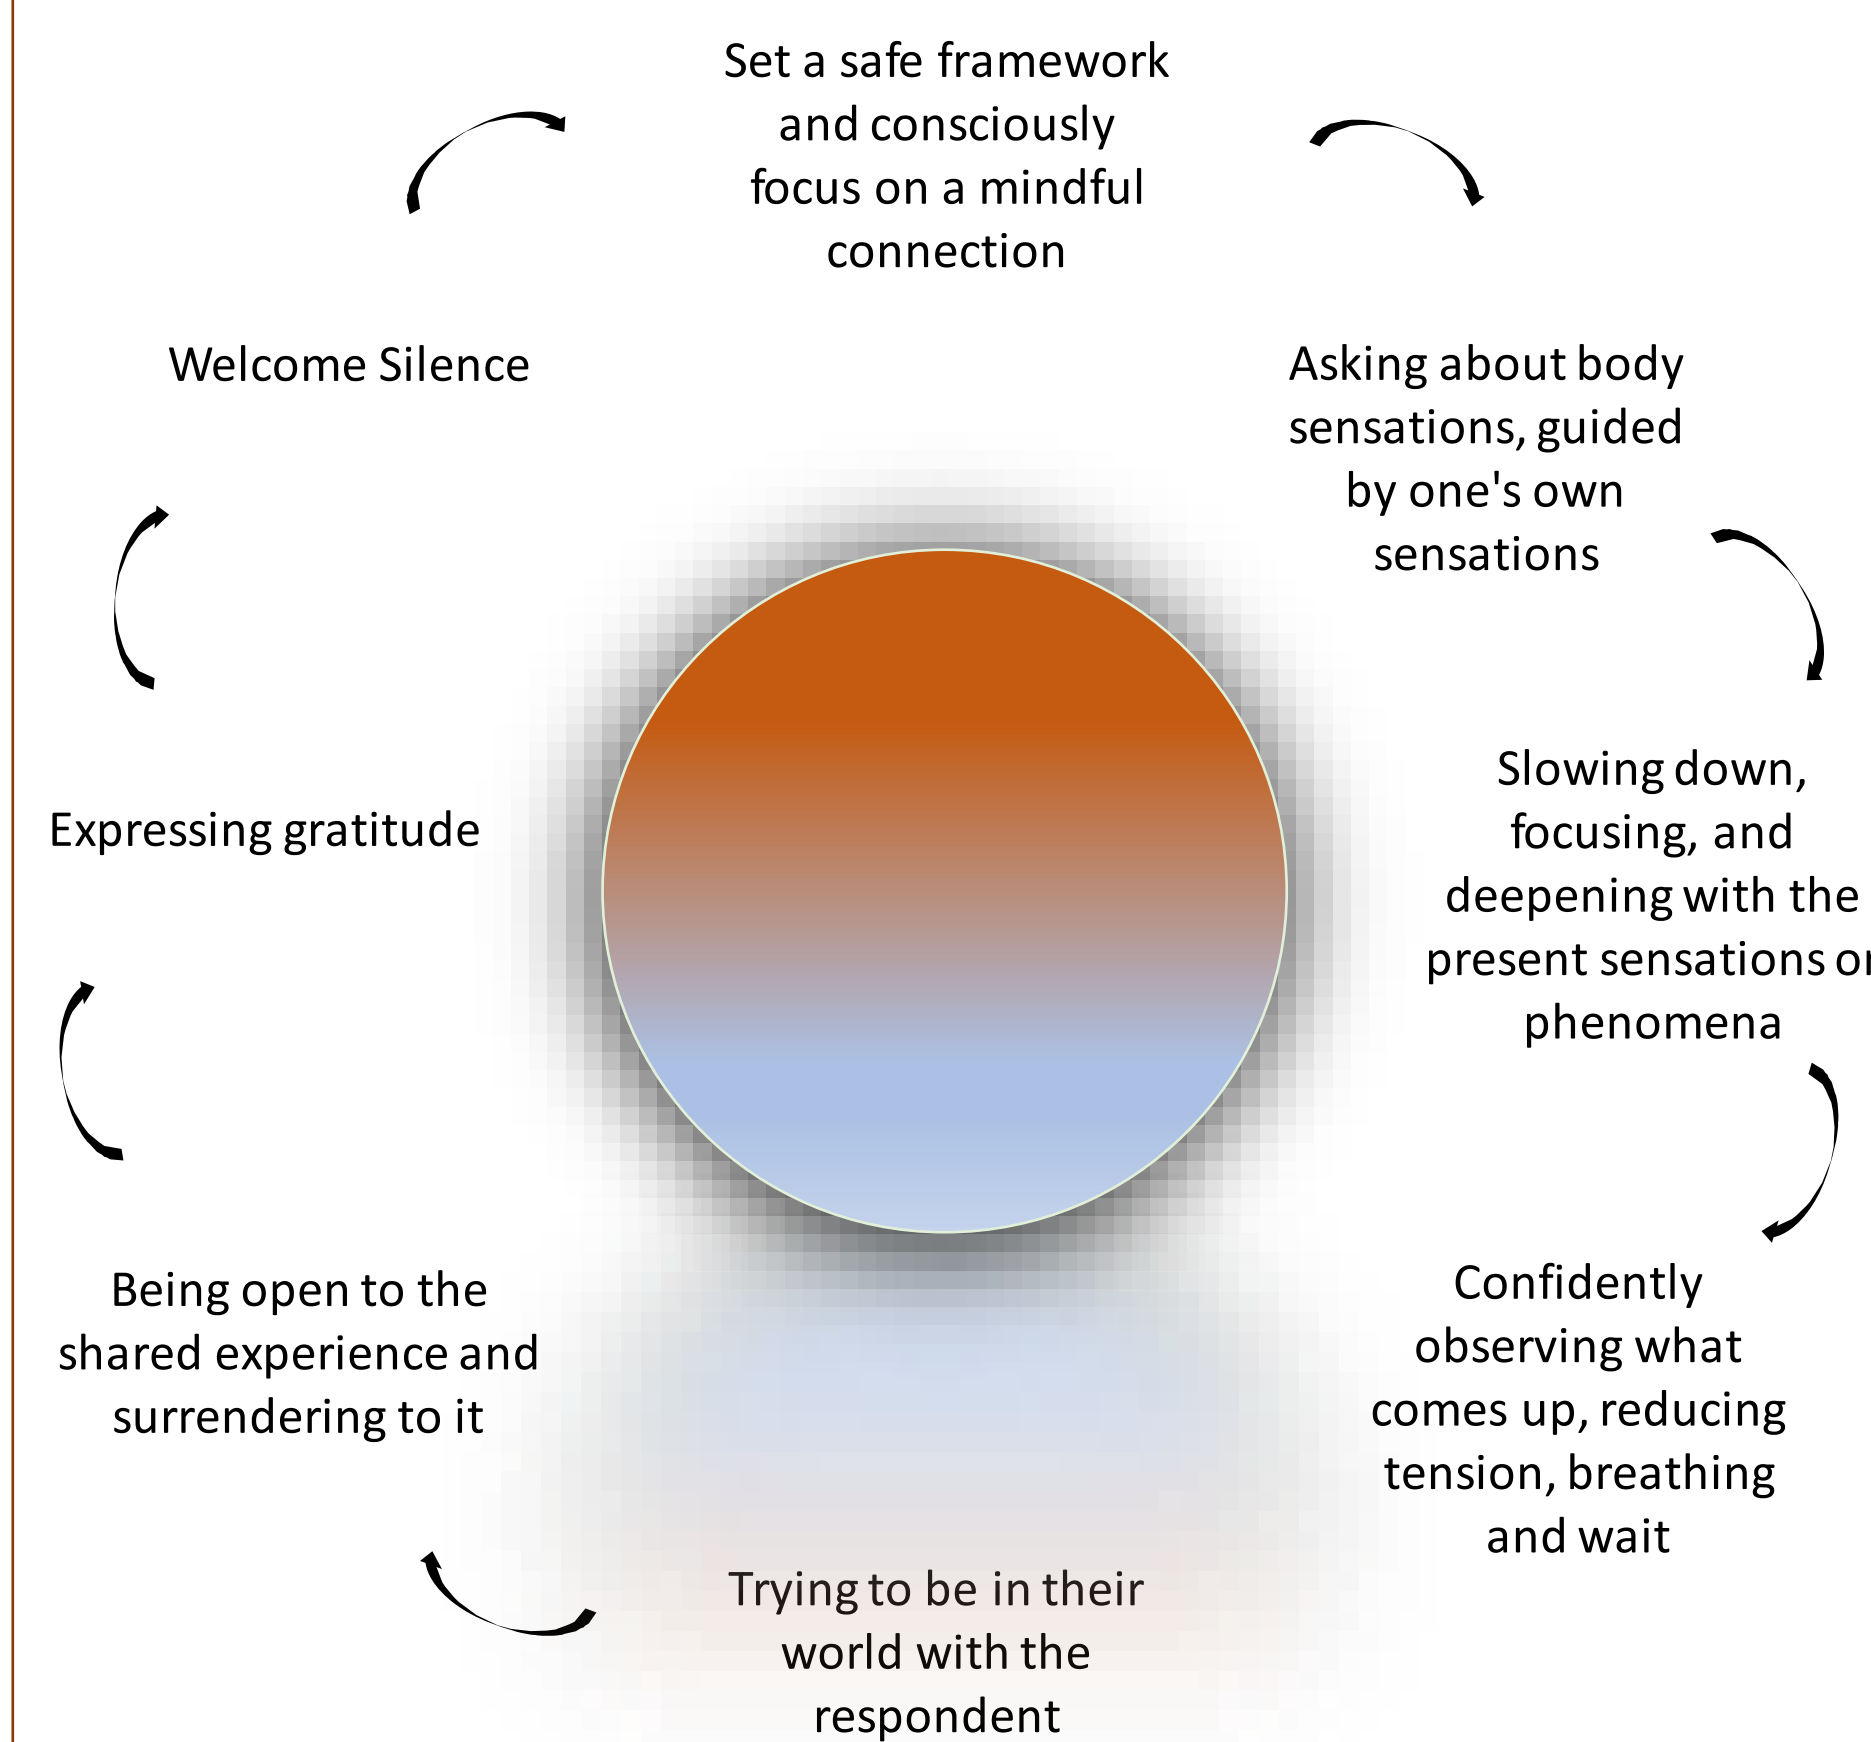 Set a safe framework
and consciously
focus on a mindful
connection
Asking about body
sensations, guided
by one's own
sensations
Slowing down,
focusing, and
deepening with the
present sensations or
phenomena
Confidently
observing what
comes up, reducing
tension, breathing
and wait
Trying to be in their
world with the
respondent
Being open to the
shared experience and
surrendering to it
Expressing gratitude
Welcome Silence